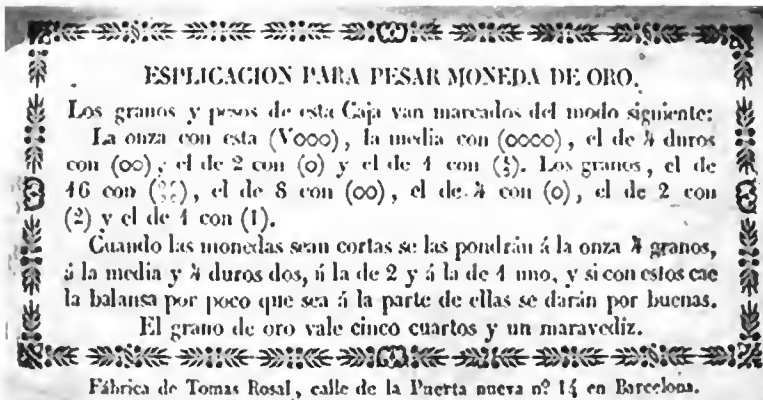 ESPLICACION PARA PESAR MONEDA DE ORO.
Los granos y pesos de esta Caja van marcados del modo siguiente:
La onza con esta (Vooo), la media con (oooo), el de 4 duros
con (oo), el de 2 con (o) y el de 1 con (½). Los granos, el de
16 con (), el de 8 con (oo), el de 4 con (o), el de 2 con
(2) y el de 1 con (1).
Cuando las monedas sean cortas se las pondrán á la onza 4 granos,
á la media y 4 duros dos, á la de 2 y á la de 1 uno, y si con estos cae
la balansa por poco que sea á la parte de ellas se darán por buenas.
El grano de oro vale cinco cuartos y un maravediz.
Fábrica de Tomas Rosal, calle de la Puerta nueva nº 14 en Barcelona.